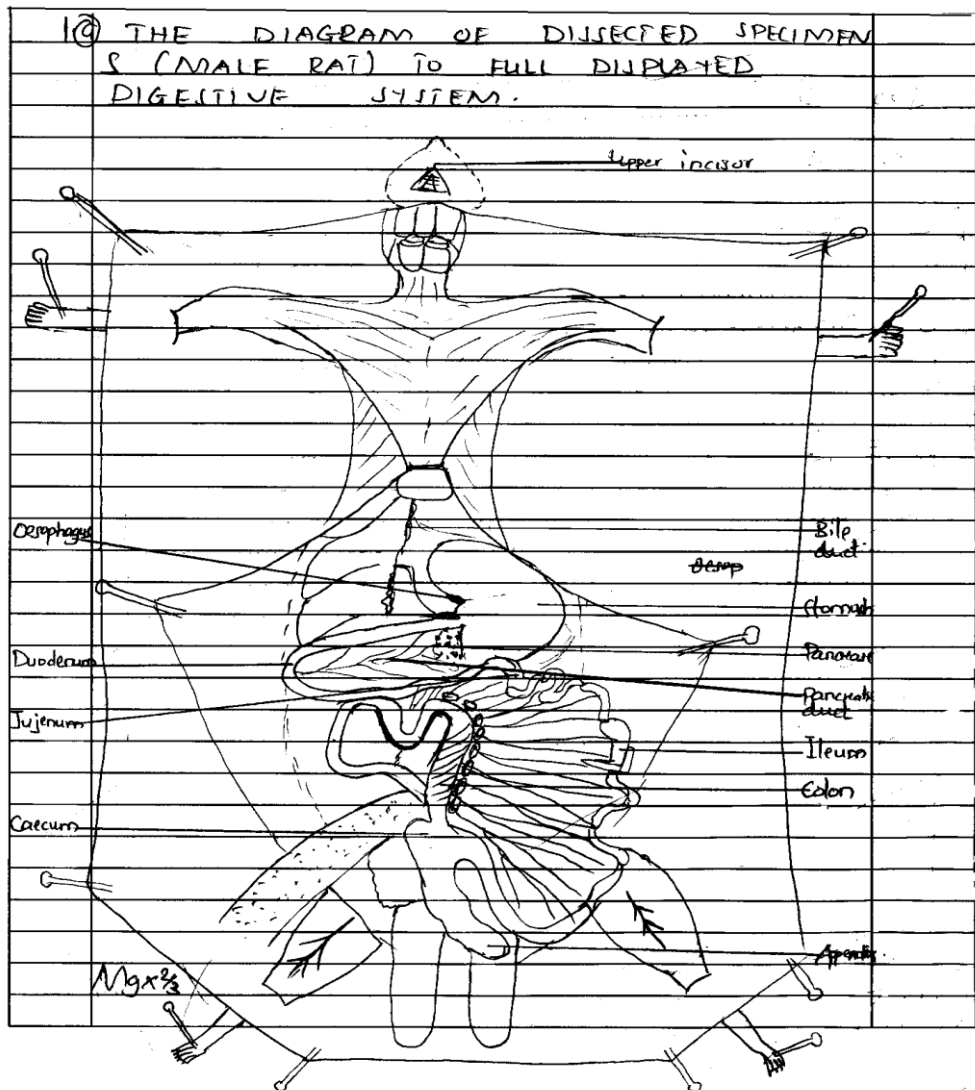 1(a) THE DIAGRAM OF DISSECTED SPECIMEN
S (MALE RAT) TO FULL DISPLAYED
DIGESTIVE SYSTEM.
Upper incisor
Oesophagus
Bile
duct
Oesop
Stomach
Duodenum
Pancreas
Pancreatic
duct
Jujenum
Ileum
Colon
Caecum
Appendix
Mg x 2/3